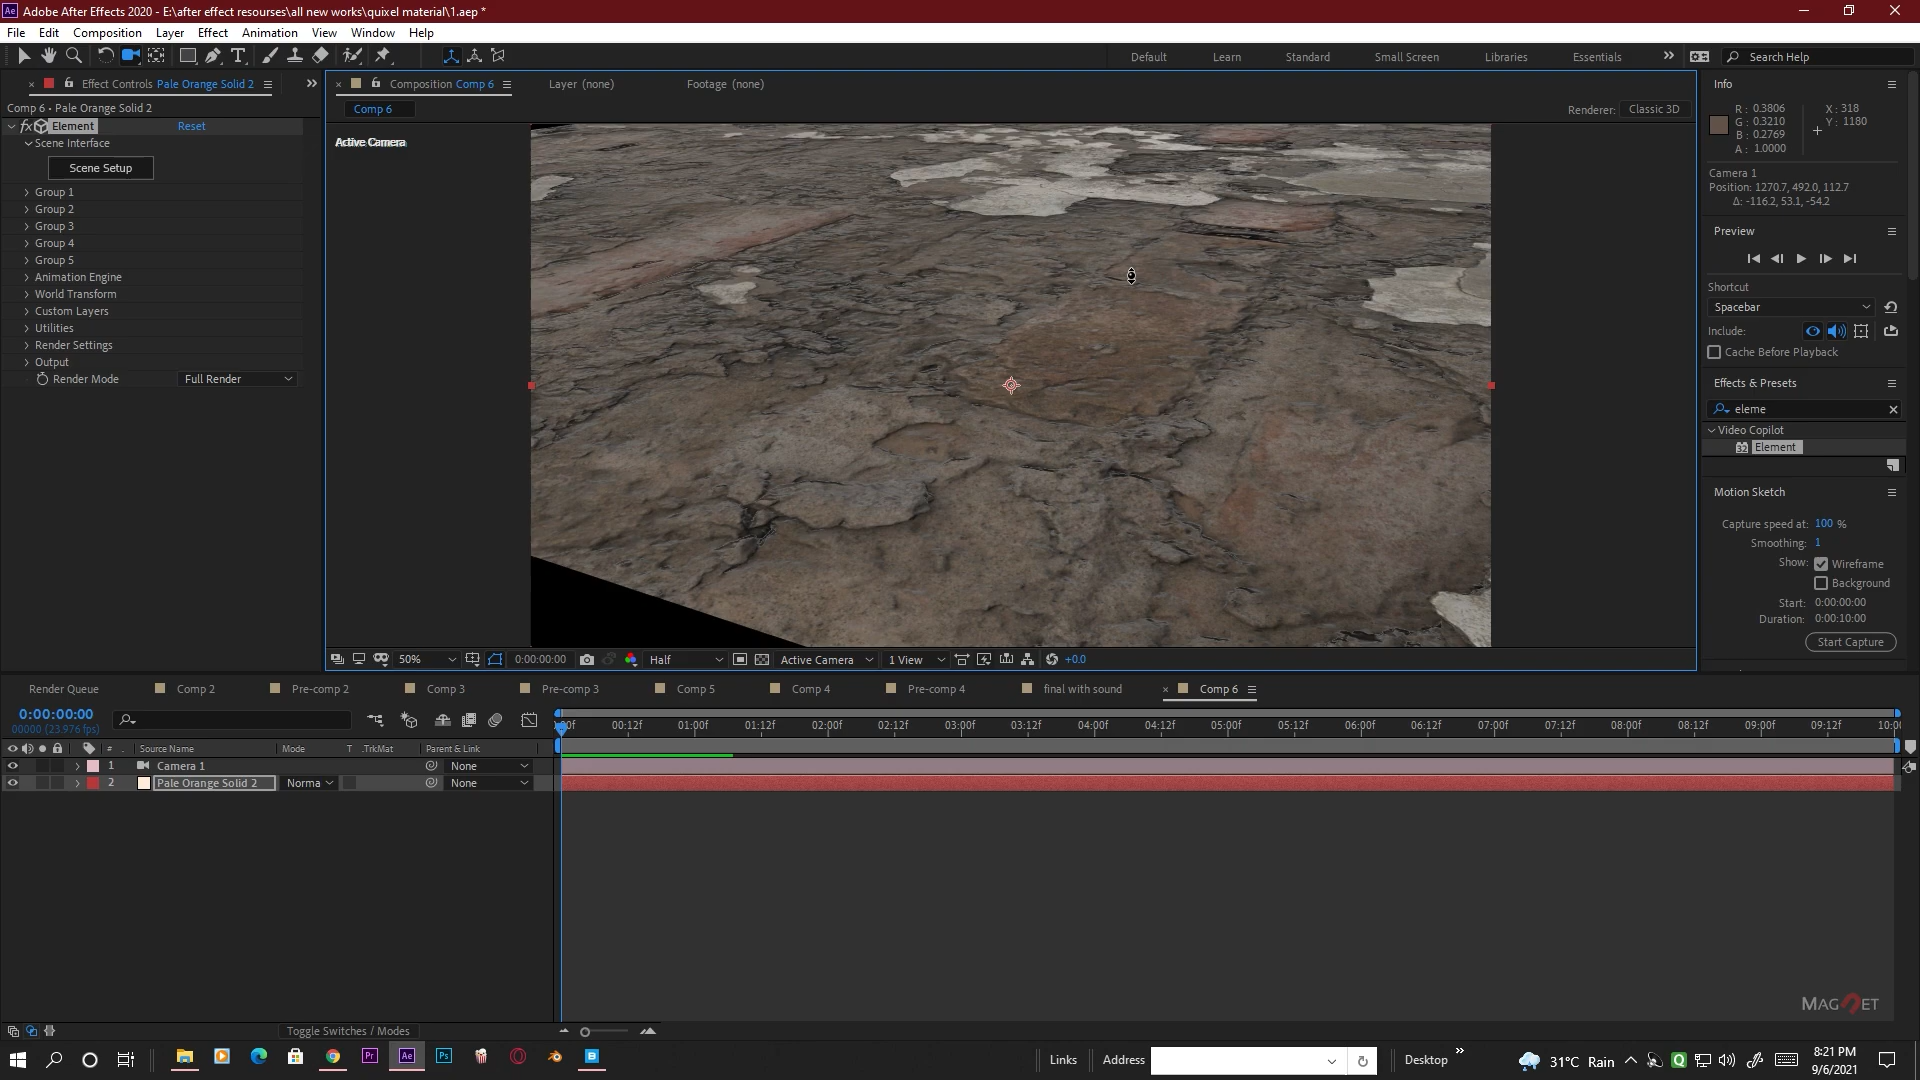 Adobe After Effects 2020 - E:\after effect resourses\all new works\quixel material\1.aep *
File Edit Composition Layer Effect Animation View Window Help
Default Learn Standard Small Screen Libraries Essentials Search Help
Effect Controls Pale Orange Solid 2
Comp 6 • Pale Orange Solid 2
fx Element Reset
Scene Interface
Scene Setup
Group 1
Group 2
Group 3
Group 4
Group 5
Animation Engine
World Transform
Custom Layers
Utilities
Render Settings
Output
Render Mode Full Render
Composition Comp 6 Layer (none) Footage (none)
Comp 6 Renderer: Classic 3D
Active Camera
50% 0:00:00:00 Half Active Camera 1 View +0.0
Info
R : 0.3806 X : 318
G : 0.3210 Y : 1180
B : 0.2769
A : 1.0000
Camera 1
Position: 1270.7, 492.0, 112.7
Δ: -116.2, 53.1, -54.2
Preview
Shortcut
Spacebar
Include:
Cache Before Playback
Effects & Presets
eleme
Video Copilot
32 Element
Motion Sketch
Capture speed at: 100 %
Smoothing: 1
Show: Wireframe
Background
Start: 0:00:00:00
Duration: 0:00:10:00
Start Capture
Render Queue Comp 2 Pre-comp 2 Comp 3 Pre-comp 3 Comp 5 Comp 4 Pre-comp 4 final with sound Comp 6
0:00:00:00
00000 (23.976 fps)
00:12f 01:00f 01:12f 02:00f 02:12f 03:00f 03:12f 04:00f 04:12f 05:00f 05:12f 06:00f 06:12f 07:00f 07:12f 08:00f 08:12f 09:00f 09:12f
# Source Name Mode T .TrkMat Parent & Link
1 Camera 1 None
2 Pale Orange Solid 2 Norma None
MAGNET
Toggle Switches / Modes
Pr Ae Ps B Links Address Desktop » 31°C Rain Q 8:21 PM
9/6/2021